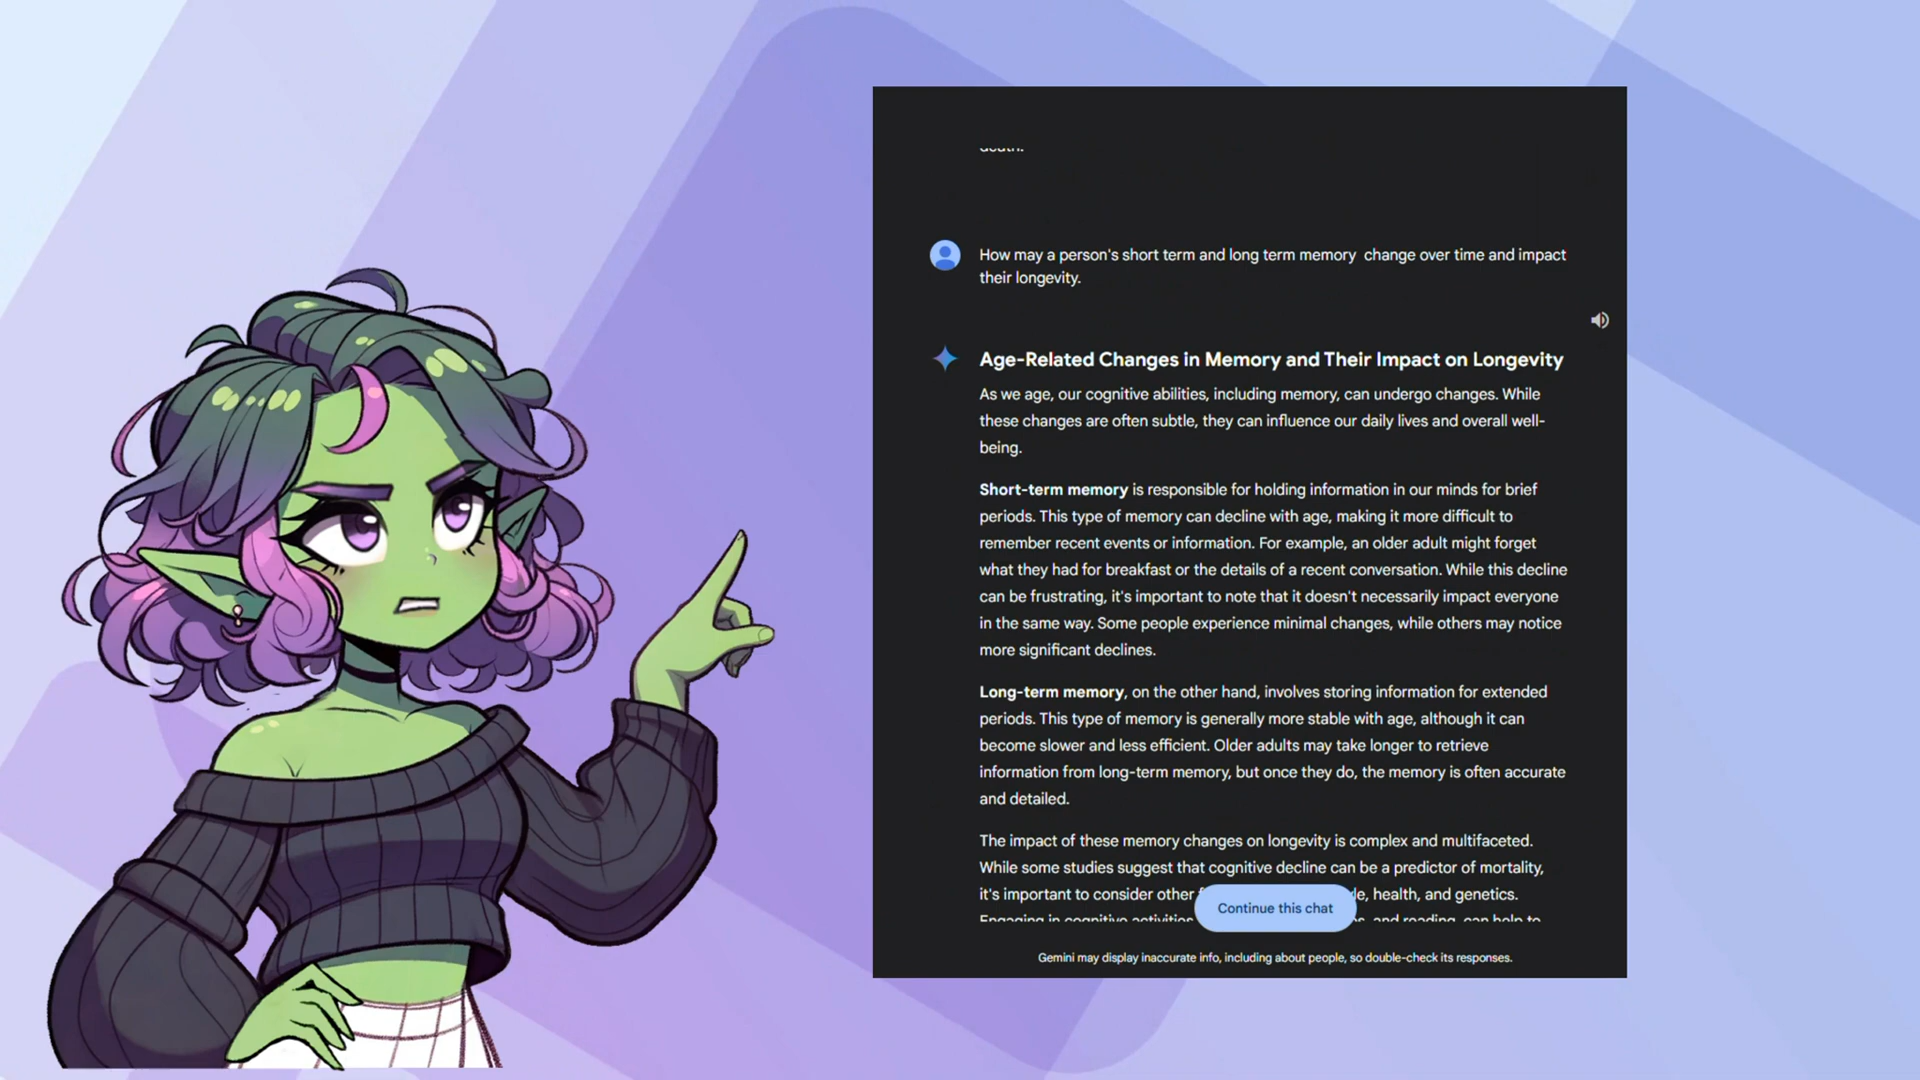 death.
How may a person's short term and long term memory  change over time and impact
their longevity.
Age-Related Changes in Memory and Their Impact on Longevity
As we age, our cognitive abilities, including memory, can undergo changes. While
these changes are often subtle, they can influence our daily lives and overall well-
being.
Short-term memory is responsible for holding information in our minds for brief
periods. This type of memory can decline with age, making it more difficult to
remember recent events or information. For example, an older adult might forget
what they had for breakfast or the details of a recent conversation. While this decline
can be frustrating, it's important to note that it doesn't necessarily impact everyone
in the same way. Some people experience minimal changes, while others may notice
more significant declines.
Long-term memory, on the other hand, involves storing information for extended
periods. This type of memory is generally more stable with age, although it can
become slower and less efficient. Older adults may take longer to retrieve
information from long-term memory, but once they do, the memory is often accurate
and detailed.
The impact of these memory changes on longevity is complex and multifaceted.
While some studies suggest that cognitive decline can be a predictor of mortality,
it's important to consider other health, and genetics.
Continue this chat
Engaging in cognitive activities and reading, can help to
Gemini may display inaccurate info, including about people, so double-check its responses.